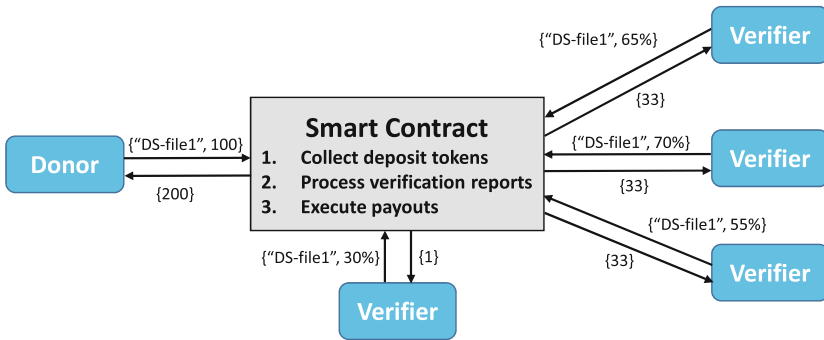 {“DS-file1”, 65%}
Verifier
{33}
Smart Contract
1. Collect deposit tokens
2. Process verification reports
3. Execute payouts
{“DS-file1”, 100}
Donor
{200}
{“DS-file1”, 70%}
Verifier
{33}
{“DS-file1”, 55%}
{33}
Verifier
{“DS-file1”, 30%}
{1}
Verifier